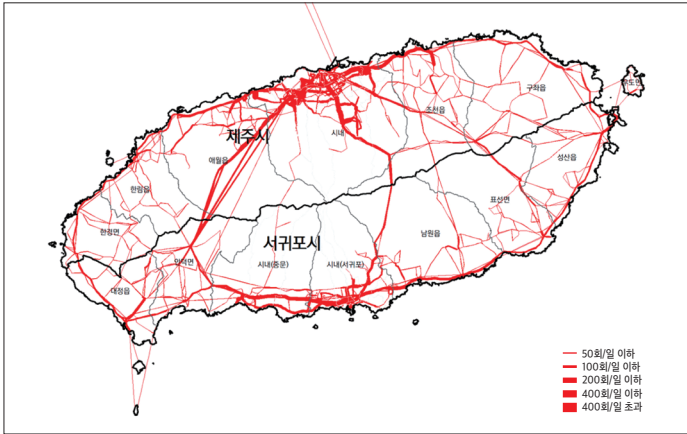 구좌읍
우도면
조천읍
제주시
시내
애월읍
성산읍
한림읍
표선면
한경면
남원읍
서귀포시
안덕면
시내(중문)
시내(서귀포)
대정읍
50회/일 이하
100회/일 이하
200회/일 이하
400회/일 이하
400회/일 초과